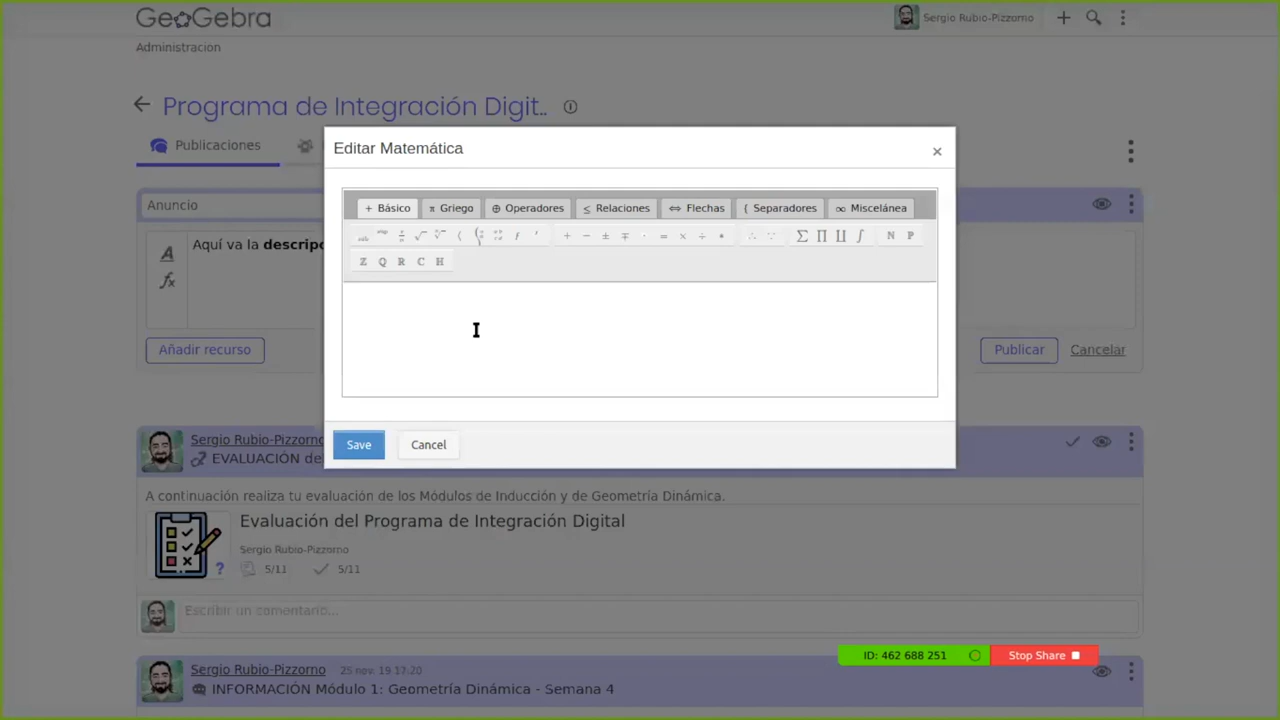 GeoGebra
Sergio Rubio-Pizzorno
Administracion
Programa de Integración Digit..
Publicaciones
Editar Matemática
×
Anuncio
+ Básico
π Griego
⊕ Operadores
≤ Relaciones
⇔ Flechas
{ Separadores
∞ Miscelánea
+ − ± ∓ · = × ÷ •
∴ ∵
∑ ∏ ∐ ∫
N P
Z Q R C H
A
fx
Aquí va la descripc
Añadir recurso
Publicar
Cancelar
Save
Cancel
Sergio Rubio-Pizzorno
EVALUACIÓN de
A continuación realiza tu evaluación de los Módulos de Inducción y de Geometría Dinámica.
Evaluación del Programa de Integración Digital
Sergio Rubio-Pizzorno
?
5/11
5/11
Escribir un comentario...
ID: 462 688 251
Stop Share
Sergio Rubio-Pizzorno
25 nov. 19 17:20
INFORMACIÓN Módulo 1: Geometría Dinámica - Semana 4